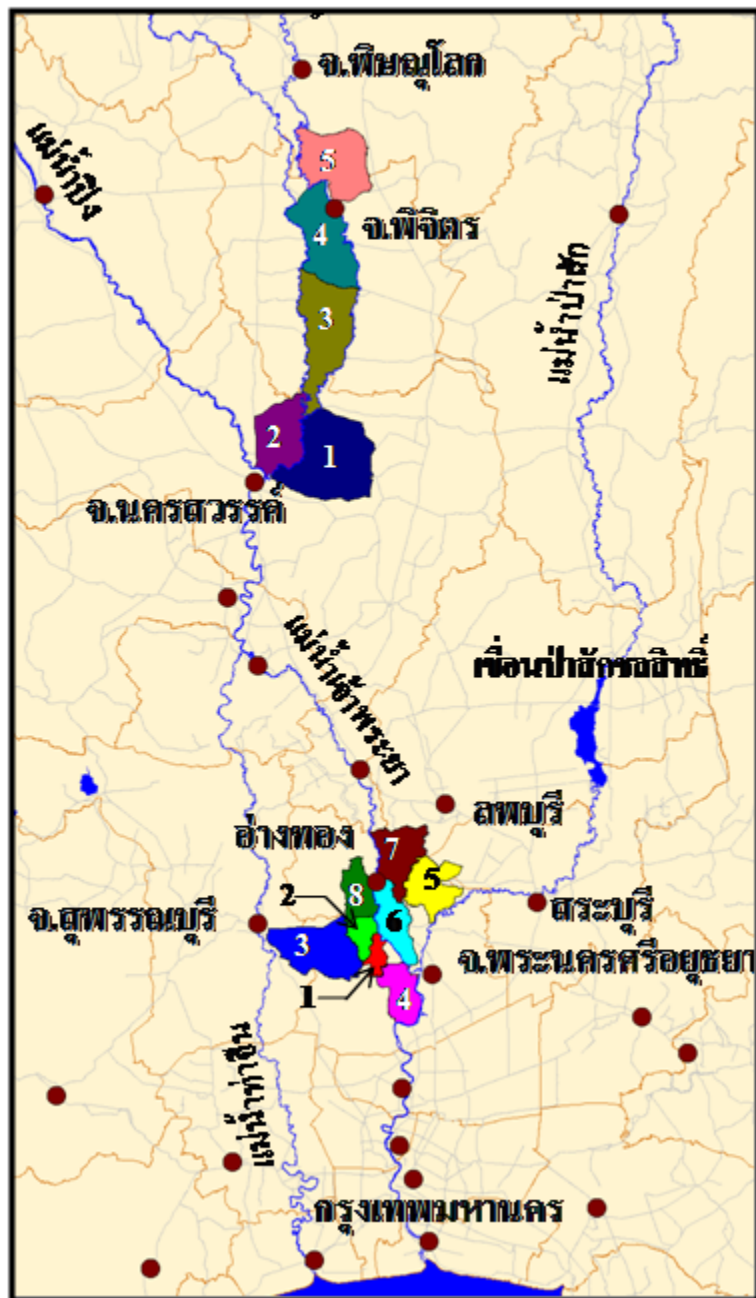 จ.พิษณุโลก
แม่น้ำปิง
5
จ.พิจิตร
4
แม่น้ำป่าสัก
3
2
1
จ.นครสวรรค์
แม่น้ำเจ้าพระยา
เขื่อนป่าสักชลสิทธิ์
ลพบุรี
อ่างทอง
7
5
2
8
สระบุรี
จ.สุพรรณบุรี
6
3
จ.พระนครศรีอยุธยา
1
4
แม่น้ำท่าจีน
กรุงเทพมหานคร